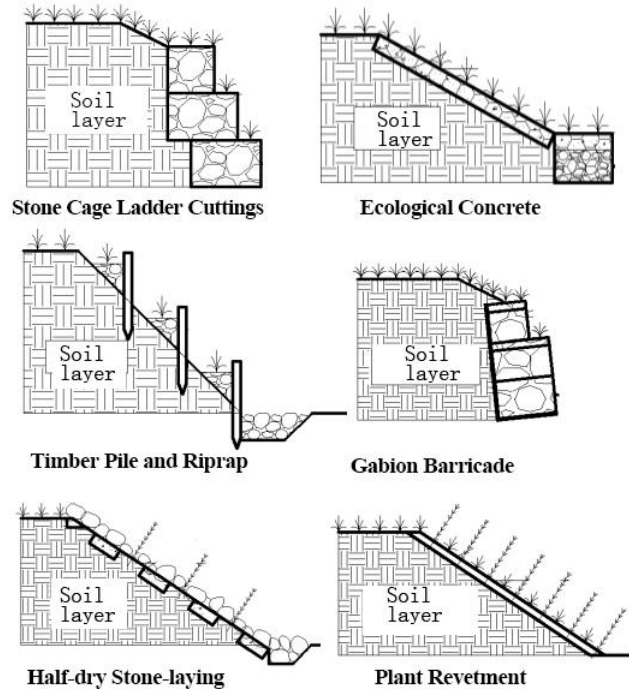 Soil
layer
Stone Cage Ladder Cuttings
Soil
layer
Ecological Concrete
Soil
layer
Timber Pile and Riprap
Soil
layer
Gabion Barricade
Soil
layer
Half-dry Stone-laying
Soil
layer
Plant Revetment